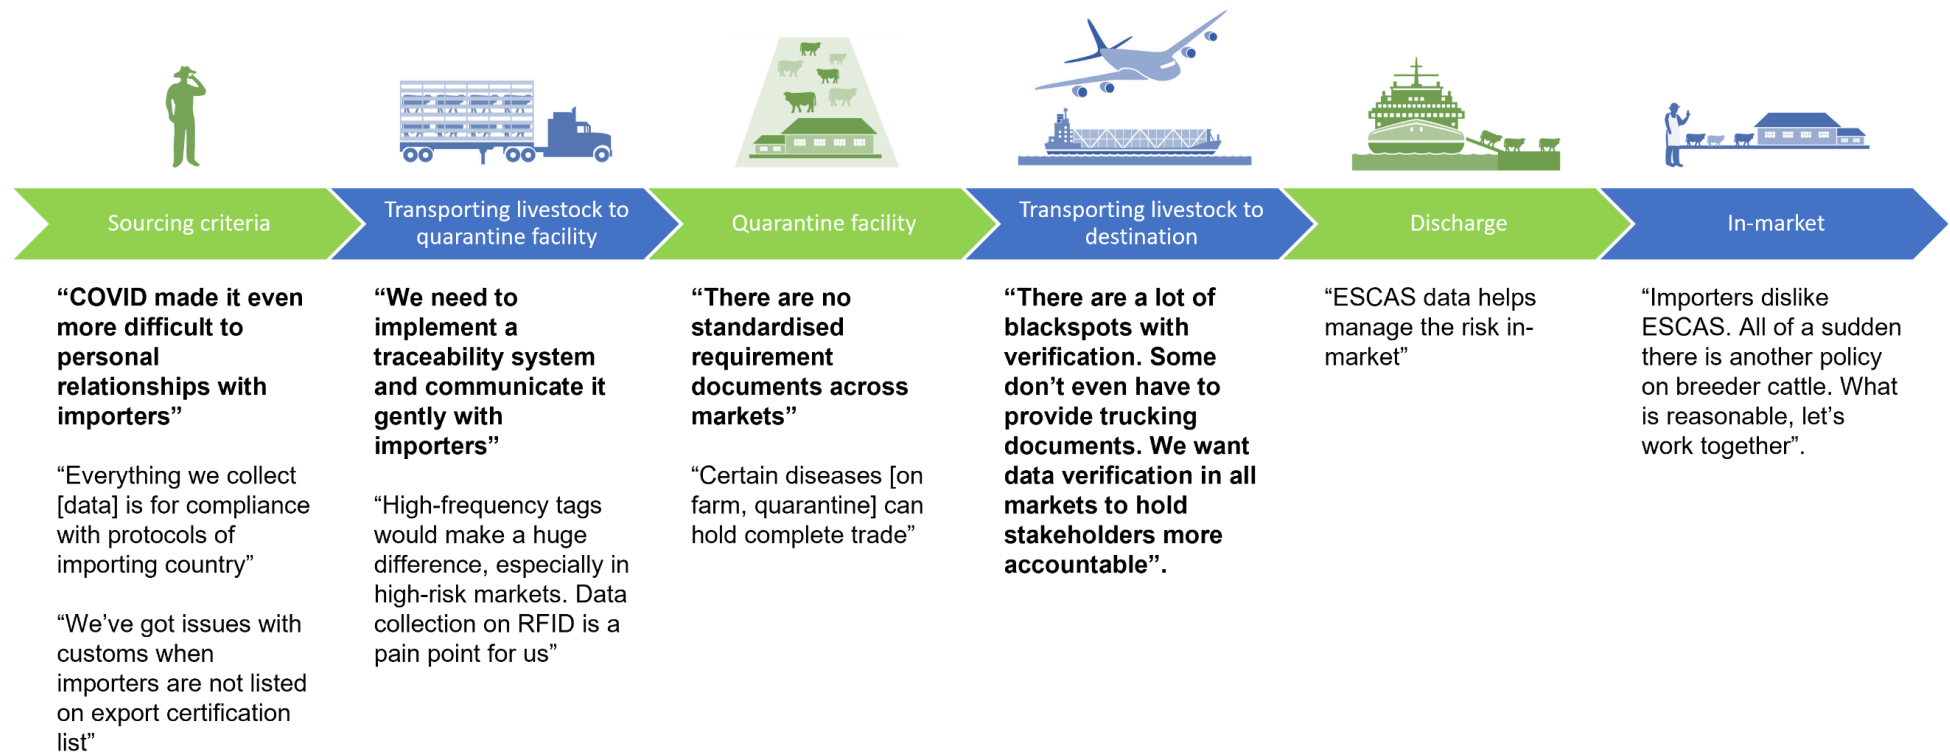 Sourcing criteria
Transporting livestock to
quarantine facility
Quarantine facility
Transporting livestock to
destination
Discharge
In-market
“COVID made it even
more difficult to
personal
relationships with
importers”
“Everything we collect
[data] is for compliance
with protocols of
importing country”
“We’ve got issues with
customs when
importers are not listed
on export certification
list”
“We need to
implement a
traceability system
and communicate it
gently with
importers”
“High-frequency tags
would make a huge
difference, especially in
high-risk markets. Data
collection on RFID is a
pain point for us”
“There are no
standardised
requirement
documents across
markets”
“Certain diseases [on
farm, quarantine] can
hold complete trade”
“There are a lot of
blackspots with
verification. Some
don’t even have to
provide trucking
documents. We want
data verification in all
markets to hold
stakeholders more
accountable”.
“ESCAS data helps
manage the risk in-
market”
“Importers dislike
ESCAS. All of a sudden
there is another policy
on breeder cattle. What
is reasonable, let’s
work together”.